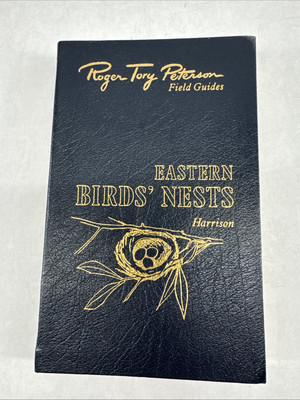 Roger Tory Peterson
Field Guides
EASTERN
BIRDS' NESTS
Harrison